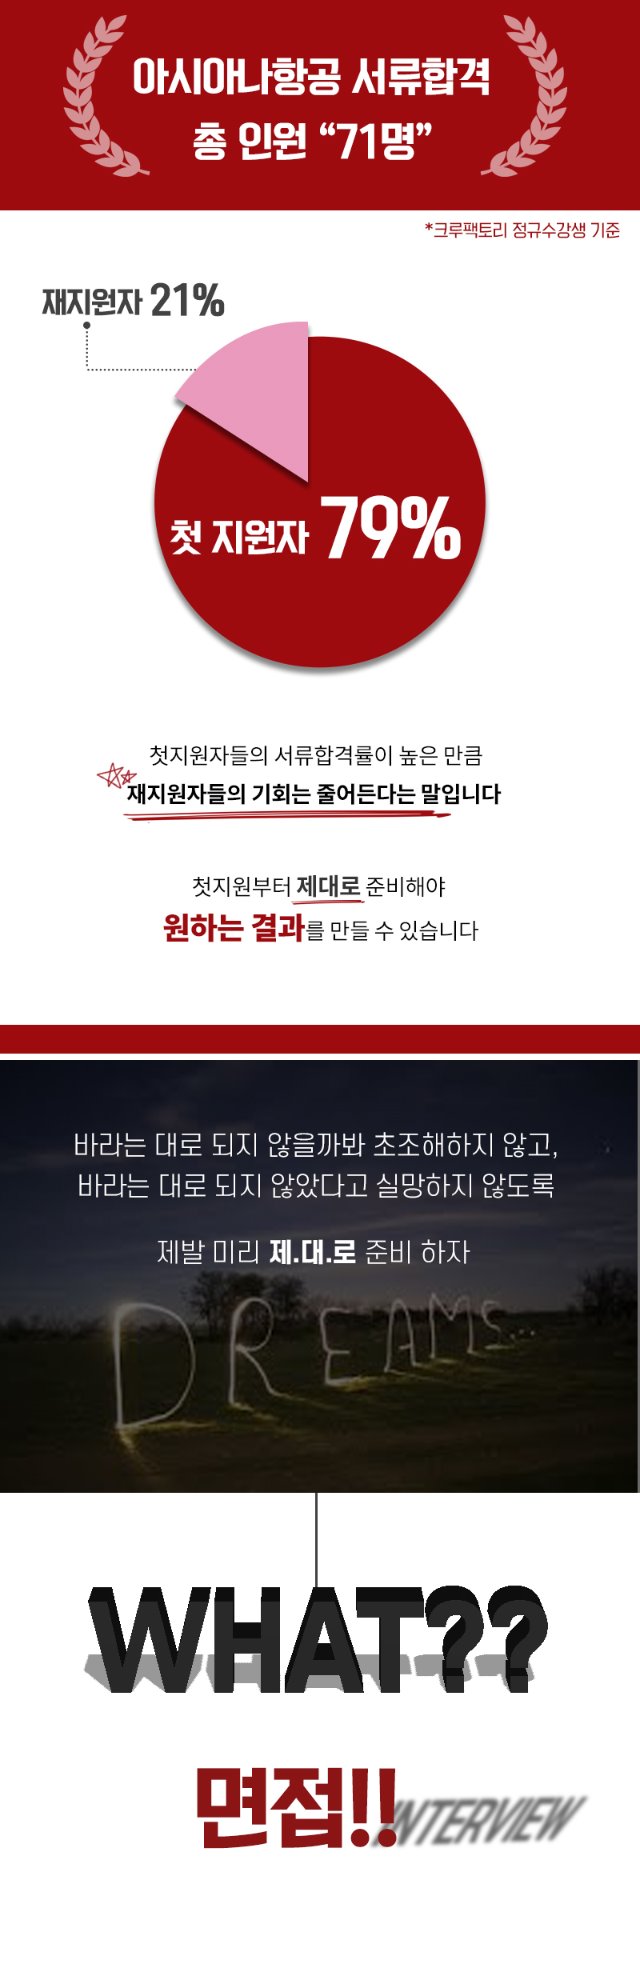 아시아나항공 서류합격
총 인원 “71명”
*크루팩토리 정규수강생 기준
재지원자 21%
첫 지원자 79%
첫지원자들의 서류합격률이 높은 만큼
재지원자들의 기회는 줄어든다는 말입니다
첫지원부터 제대로 준비해야
원하는 결과를 만들 수 있습니다
바라는 대로 되지 않을까봐 초조해하지 않고,
바라는 대로 되지 않았다고 실망하지 않도록
제발 미리 제.대.로 준비 하자
DREAMS...
WHAT??
면접!! INTERVIEW